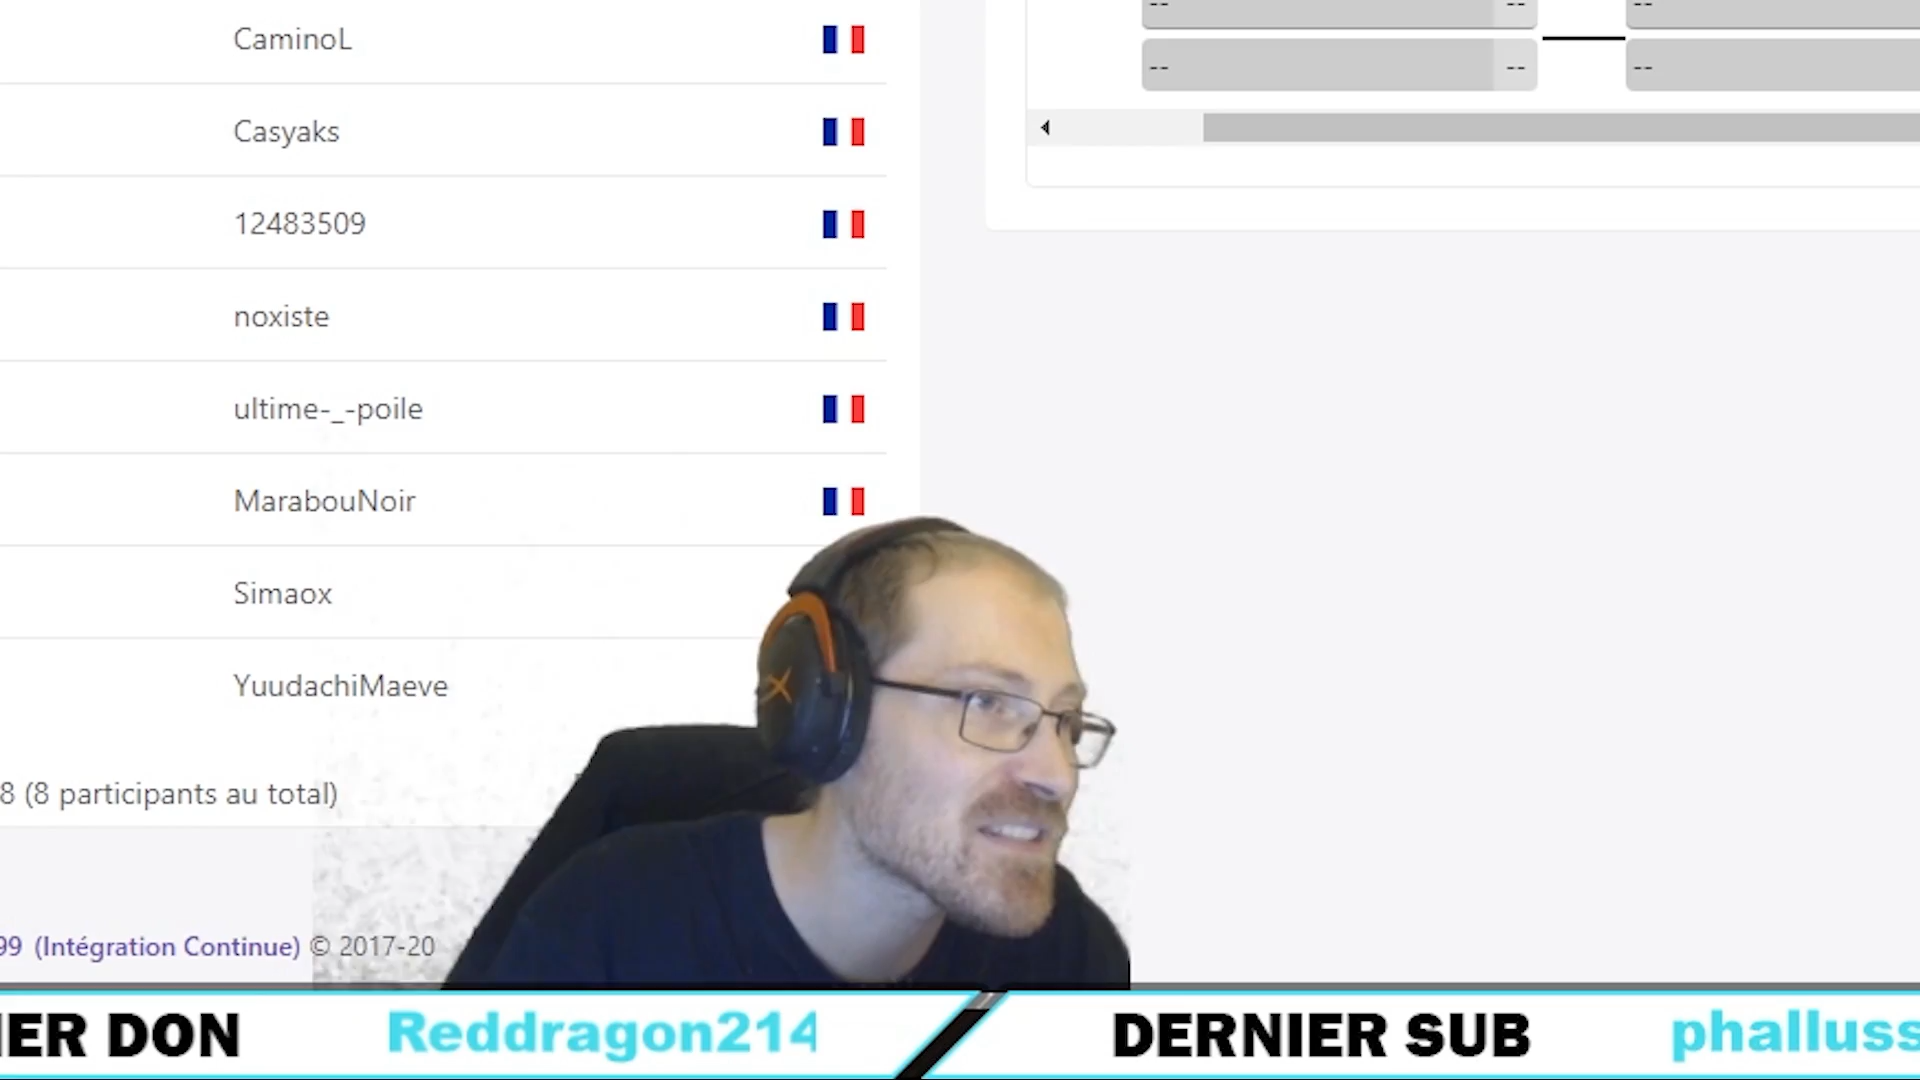 CaminoL
Casyaks
12483509
noxiste
ultime-_-poile
MarabouNoir
Simaox
YuudachiMaeve
8 (8 participants au total)
99 (Intégration Continue) © 2017-20
-- --
--
-- --
--
IER DON
Reddragon214
DERNIER SUB
phalluss